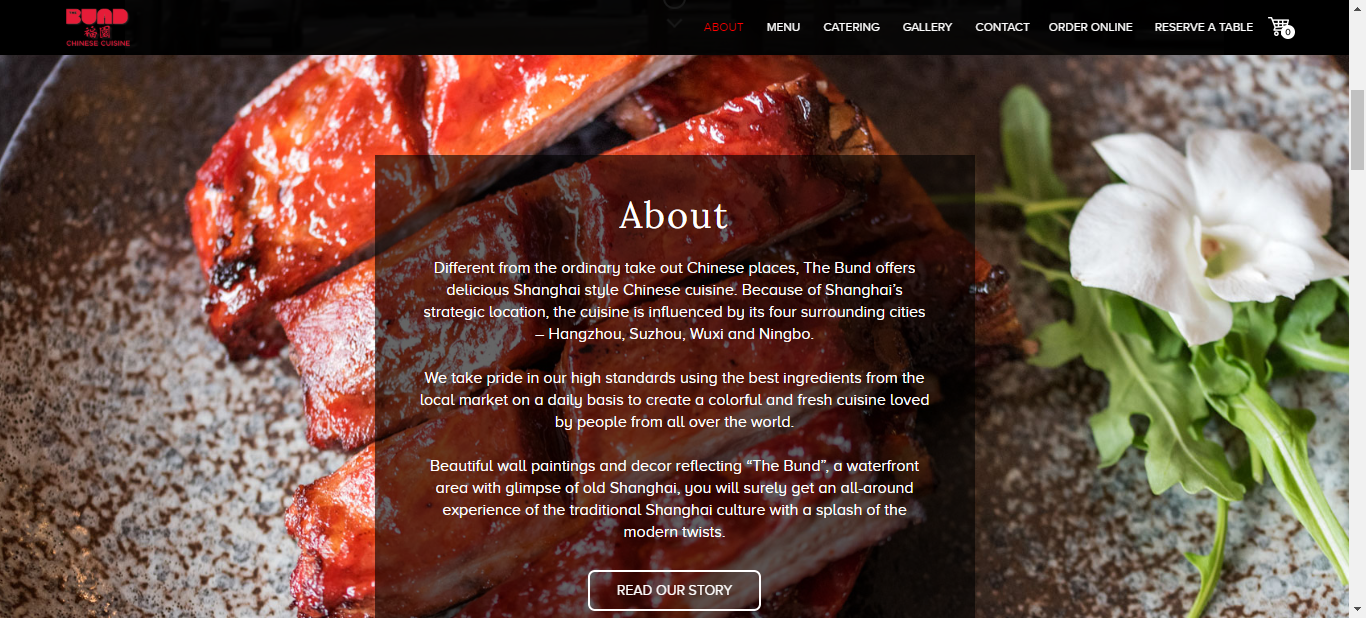 THE BUND
裕園
CHINESE CUISINE
ABOUT MENU CATERING GALLERY CONTACT ORDER ONLINE RESERVE A TABLE 0
About
Different from the ordinary take out Chinese places, The Bund offers
delicious Shanghai style Chinese cuisine. Because of Shanghai’s
strategic location, the cuisine is influenced by its four surrounding cities
– Hangzhou, Suzhou, Wuxi and Ningbo.
We take pride in our high standards using the best ingredients from the
local market on a daily basis to create a colorful and fresh cuisine loved
by people from all over the world.
Beautiful wall paintings and decor reflecting “The Bund”, a waterfront
area with glimpse of old Shanghai, you will surely get an all-around
experience of the traditional Shanghai culture with a splash of the
modern twists.
READ OUR STORY